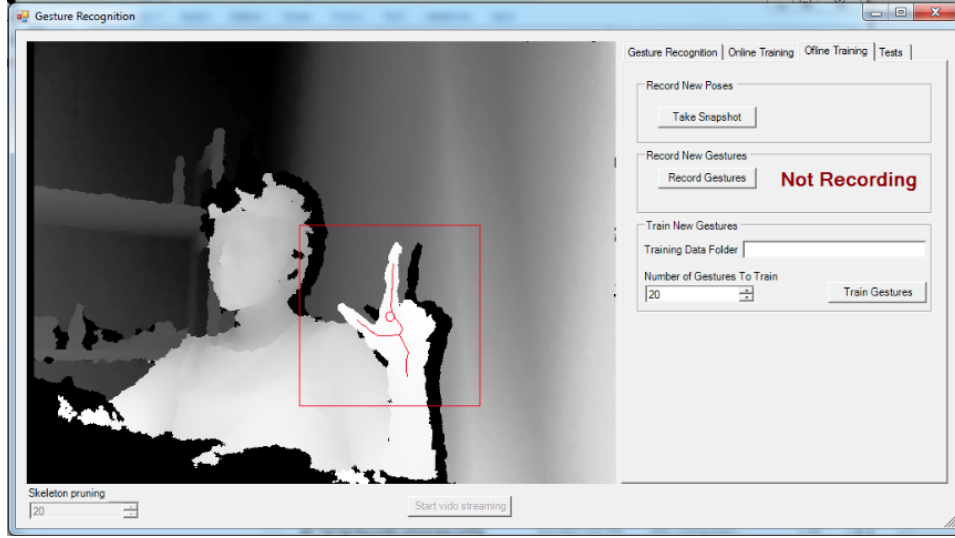 Gesture Recognition
Gesture Recognition Online Training Ofline Training Tests
Record New Poses
Take Snapshot
Record New Gestures
Record Gestures Not Recording
Train New Gestures
Training Data Folder
Number of Gestures To Train
20 Train Gestures
Skeleton pruning
20 Start vido streaming